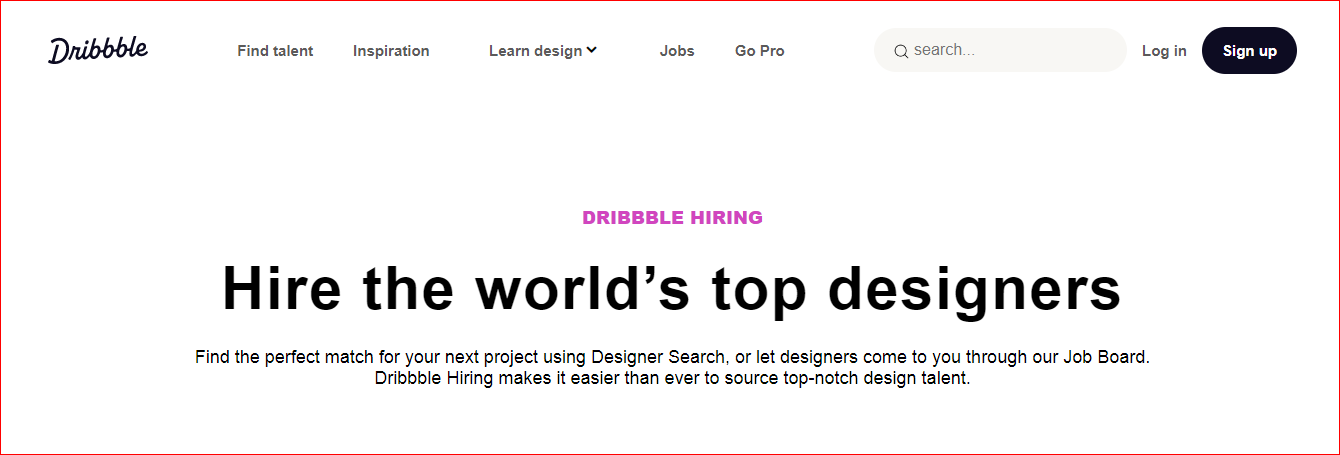 Dribbble Find talent Inspiration Learn design Jobs Go Pro search... Log in Sign up
DRIBBBLE HIRING
Hire the world’s top designers
Find the perfect match for your next project using Designer Search, or let designers come to you through our Job Board.
Dribbble Hiring makes it easier than ever to source top-notch design talent.